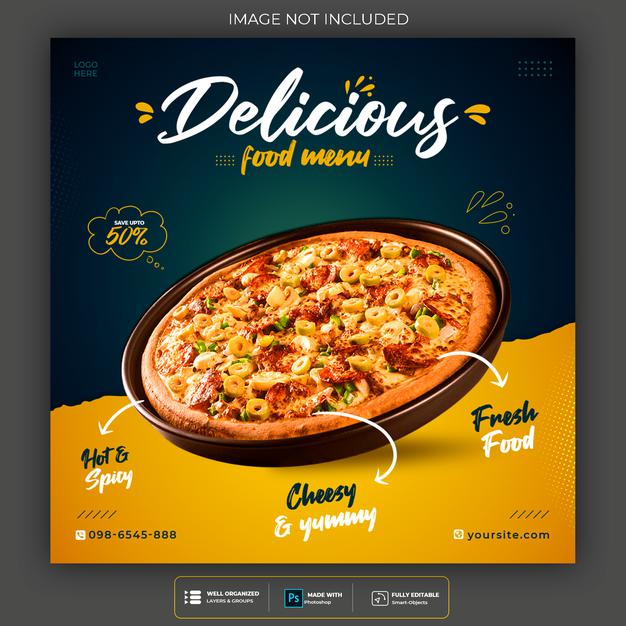 IMAGE NOT INCLUDED
LOGO
HERE
Delicious
food menu
SAVE UPTO
50%
Fresh
Food
Hot &
Spicy
Cheesy
& yummy
098-6545-888
yoursite.com
WELL ORGANIZED
LAYERS & GROUPS
Ps
MADE WITH
Photoshop
FULLY EDITABLE
Smart-Objects